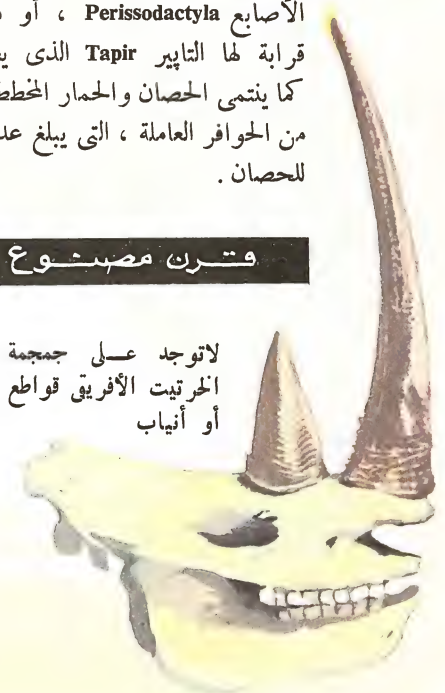 الأصابع Perissodactyla ، أو
قرابة لها التابير Tapir الذى
كما ينتمى الحصان والحمار المخطط
من الحوافر العاملة ، التى يبلغ
للحصان .
قرن مصنوع
لاتوجد على جمجمة
الخرتيت الأفريقى قواطع
أو أنياب